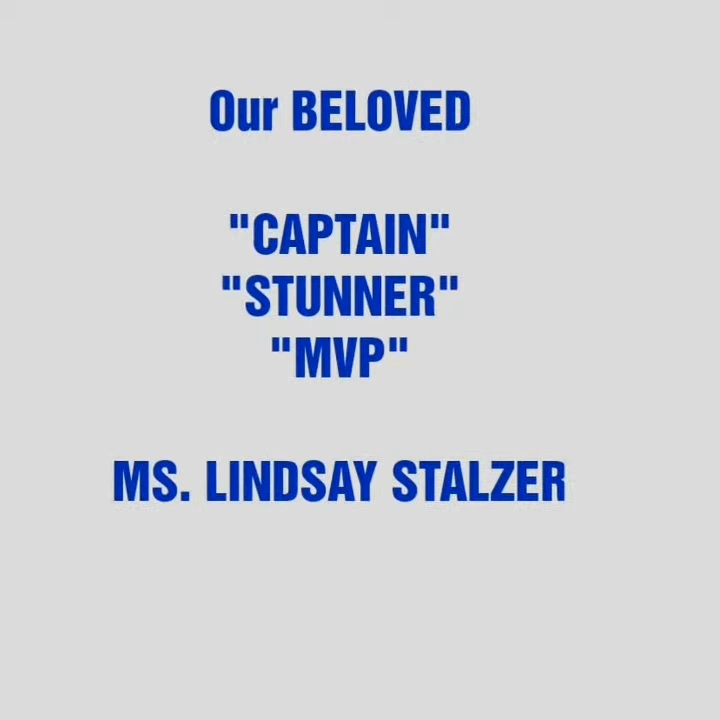 Our BELOVED
"CAPTAIN"
"STUNNER"
"MVP"
MS. LINDSAY STALZER